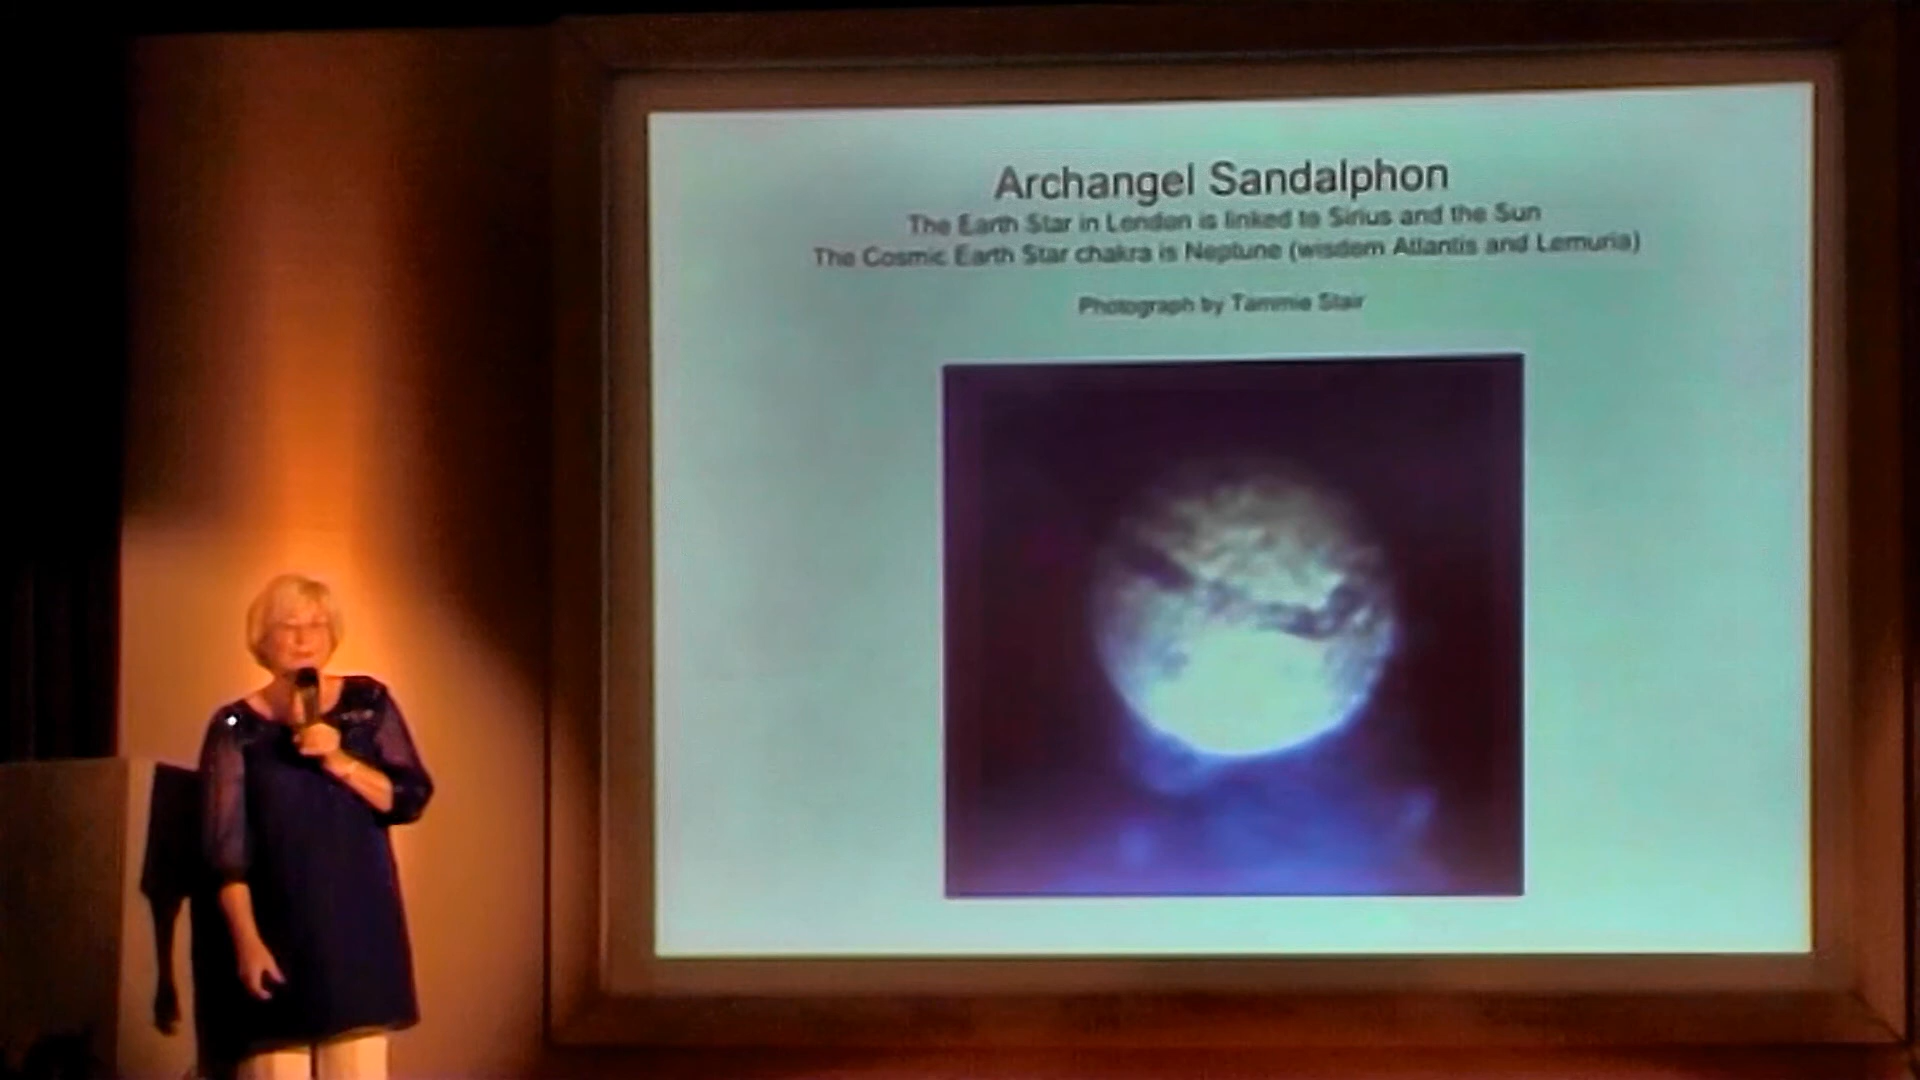 Archangel Sandalphon
The Earth Star in London is linked to Sirius and the Sun
The Cosmic Earth Star chakra is Neptune (wisdom Atlantis and Lemuria)
Photograph by Tammie Stair